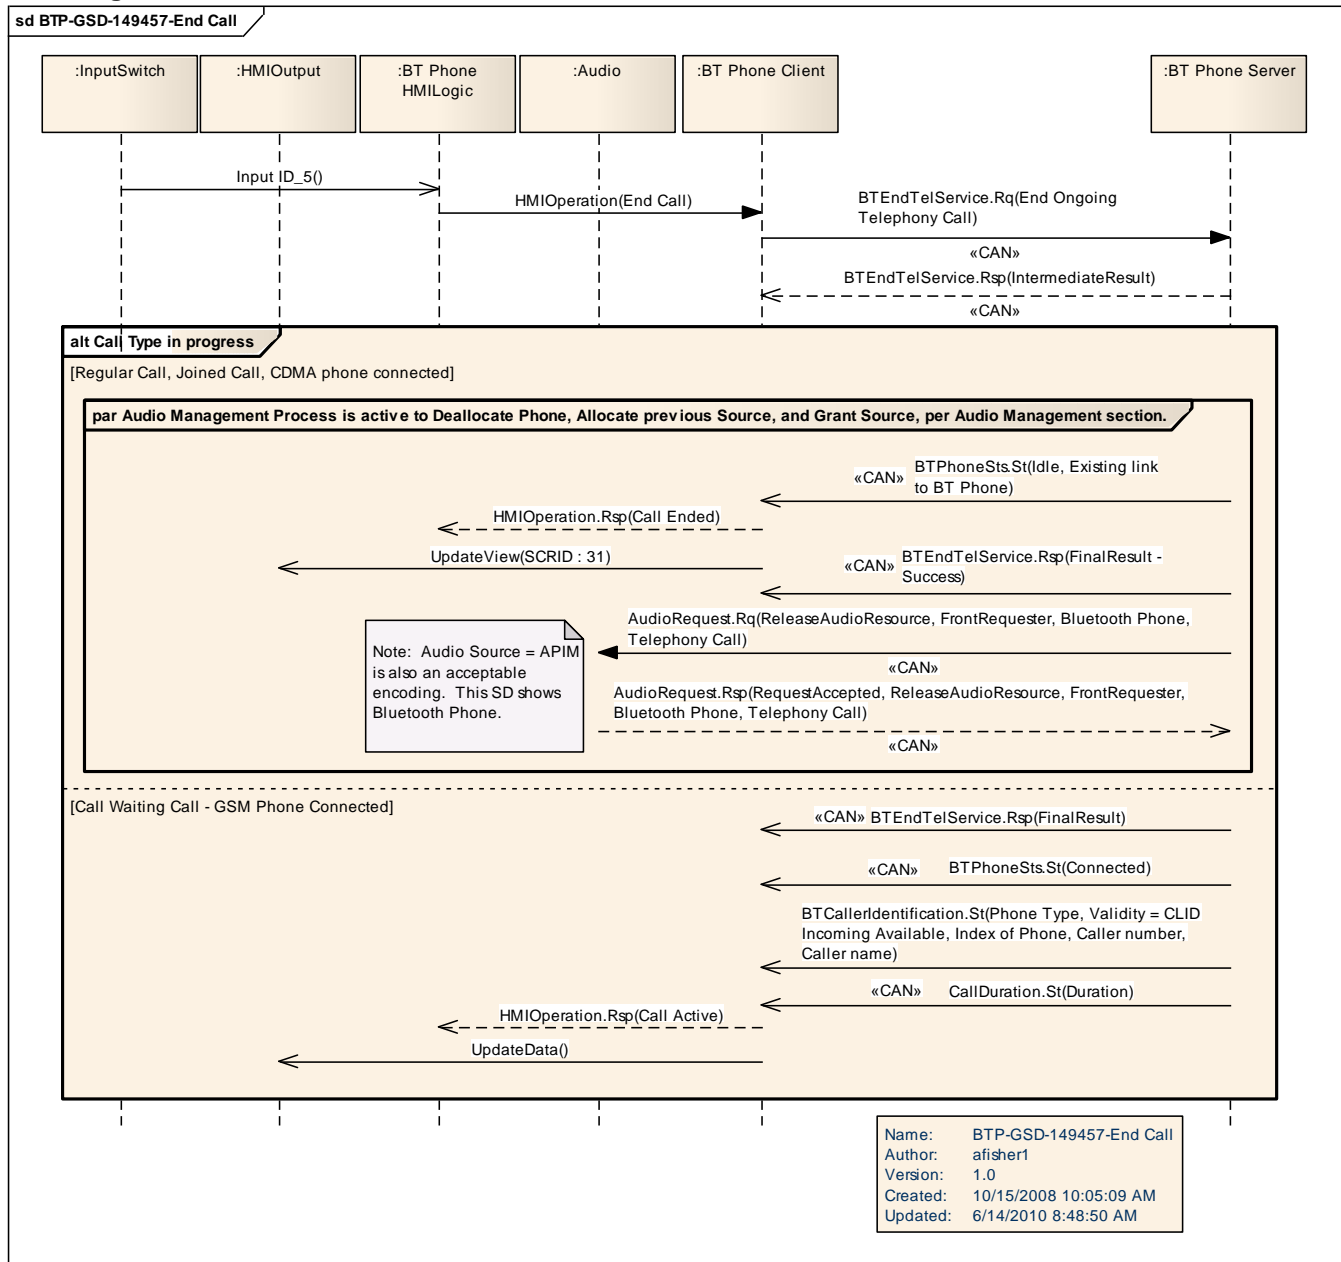 sd BTP-GSD-149457-End Call
:InputSwitch
:HMIOutput
:BT Phone
HMILogic
:Audio
:BT Phone Client
:BT Phone Server
Input ID_5()
HMIOperation(End Call)
BTEndTelService.Rq(End Ongoing
Telephony Call)
«CAN»
BTEndTelService.Rsp(IntermediateResult)
«CAN»
alt Call Type in progress
[Regular Call, Joined Call, CDMA phone connected]
par Audio Management Process is active to Deallocate Phone, Allocate previous Source, and Grant Source, per Audio Management section.
«CAN»
BTPhoneSts.St(Idle, Existing link
to BT Phone)
HMIOperation.Rsp(Call Ended)
UpdateView(SCRID : 31)
«CAN»
BTEndTelService.Rsp(FinalResult -
Success)
AudioRequest.Rq(ReleaseAudioResource, FrontRequester, Bluetooth Phone,
Telephony Call)
«CAN»
Note:  Audio Source = APIM
is also an acceptable
encoding.  This SD shows
Bluetooth Phone.
AudioRequest.Rsp(RequestAccepted, ReleaseAudioResource, FrontRequester,
Bluetooth Phone, Telephony Call)
«CAN»
[Call Waiting Call - GSM Phone Connected]
«CAN» BTEndTelService.Rsp(FinalResult)
«CAN» BTPhoneSts.St(Connected)
BTCallerIdentification.St(Phone Type, Validity = CLID
Incoming Available, Index of Phone, Caller number,
Caller name)
«CAN» CallDuration.St(Duration)
HMIOperation.Rsp(Call Active)
UpdateData()
Name: BTP-GSD-149457-End Call
Author: afisher1
Version: 1.0
Created: 10/15/2008 10:05:09 AM
Updated: 6/14/2010 8:48:50 AM